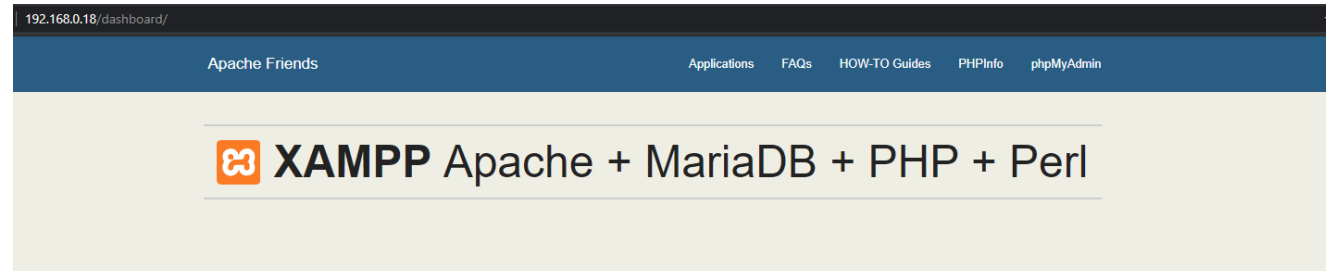 192.168.0.18/dashboard/
Apache Friends Applications FAQs HOW-TO Guides PHPInfo phpMyAdmin
XAMPP Apache + MariaDB + PHP + Perl